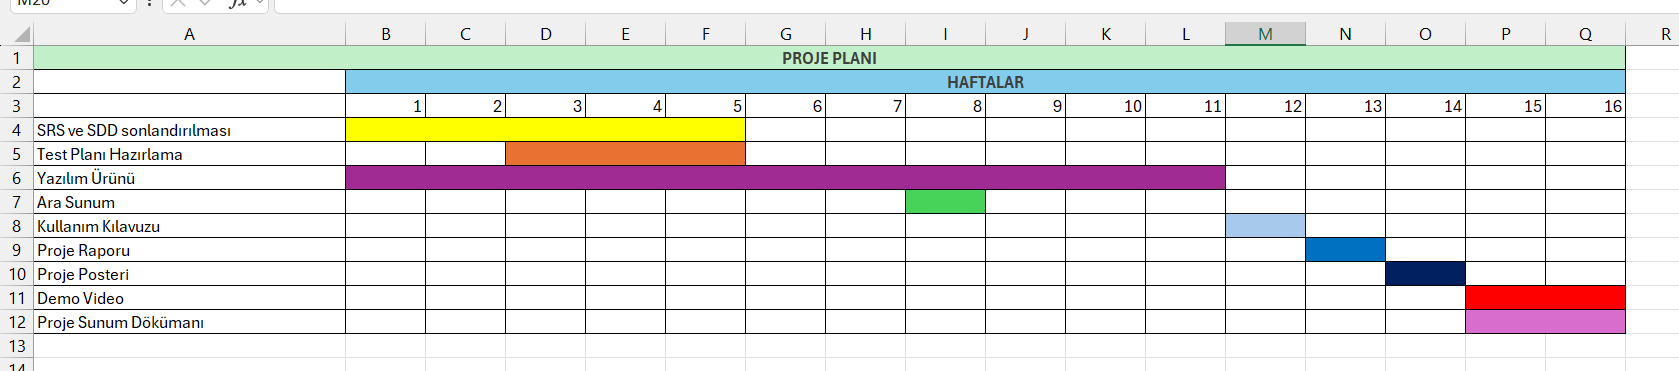 M20 fx
A B C D E F G H I J K L M N O P Q R
1 PROJE PLANI
2 HAFTALAR
3 1 2 3 4 5 6 7 8 9 10 11 12 13 14 15 16
4 SRS ve SDD sonlandırılması
5 Test Planı Hazırlama
6 Yazılım Ürünü
7 Ara Sunum
8 Kullanım Kılavuzu
9 Proje Raporu
10 Proje Posteri
11 Demo Video
12 Proje Sunum Dökümanı
13
14